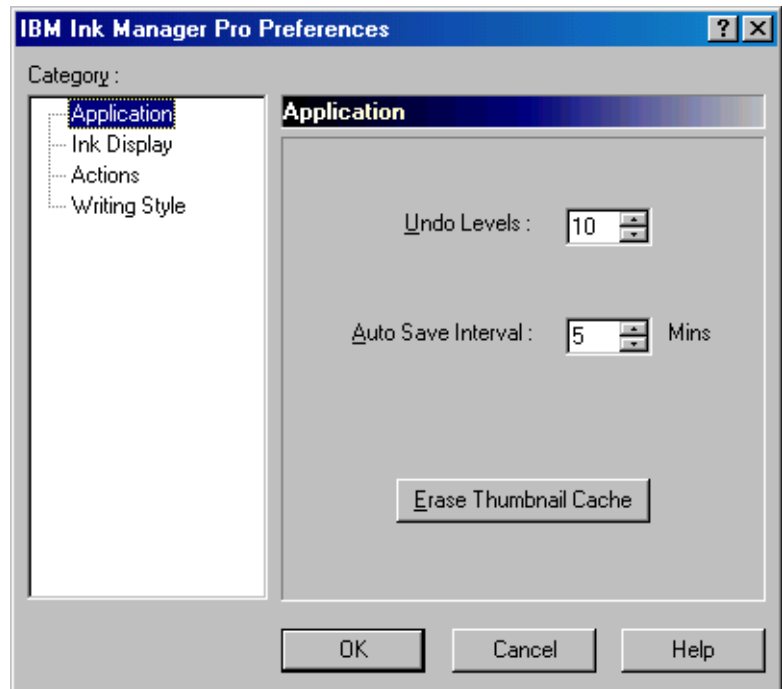 IBM Ink Manager Pro Preferences
Category :
Application
Ink Display
Actions
Writing Style
Application
Undo Levels : 10
Auto Save Interval : 5 Mins
Erase Thumbnail Cache
OK Cancel Help